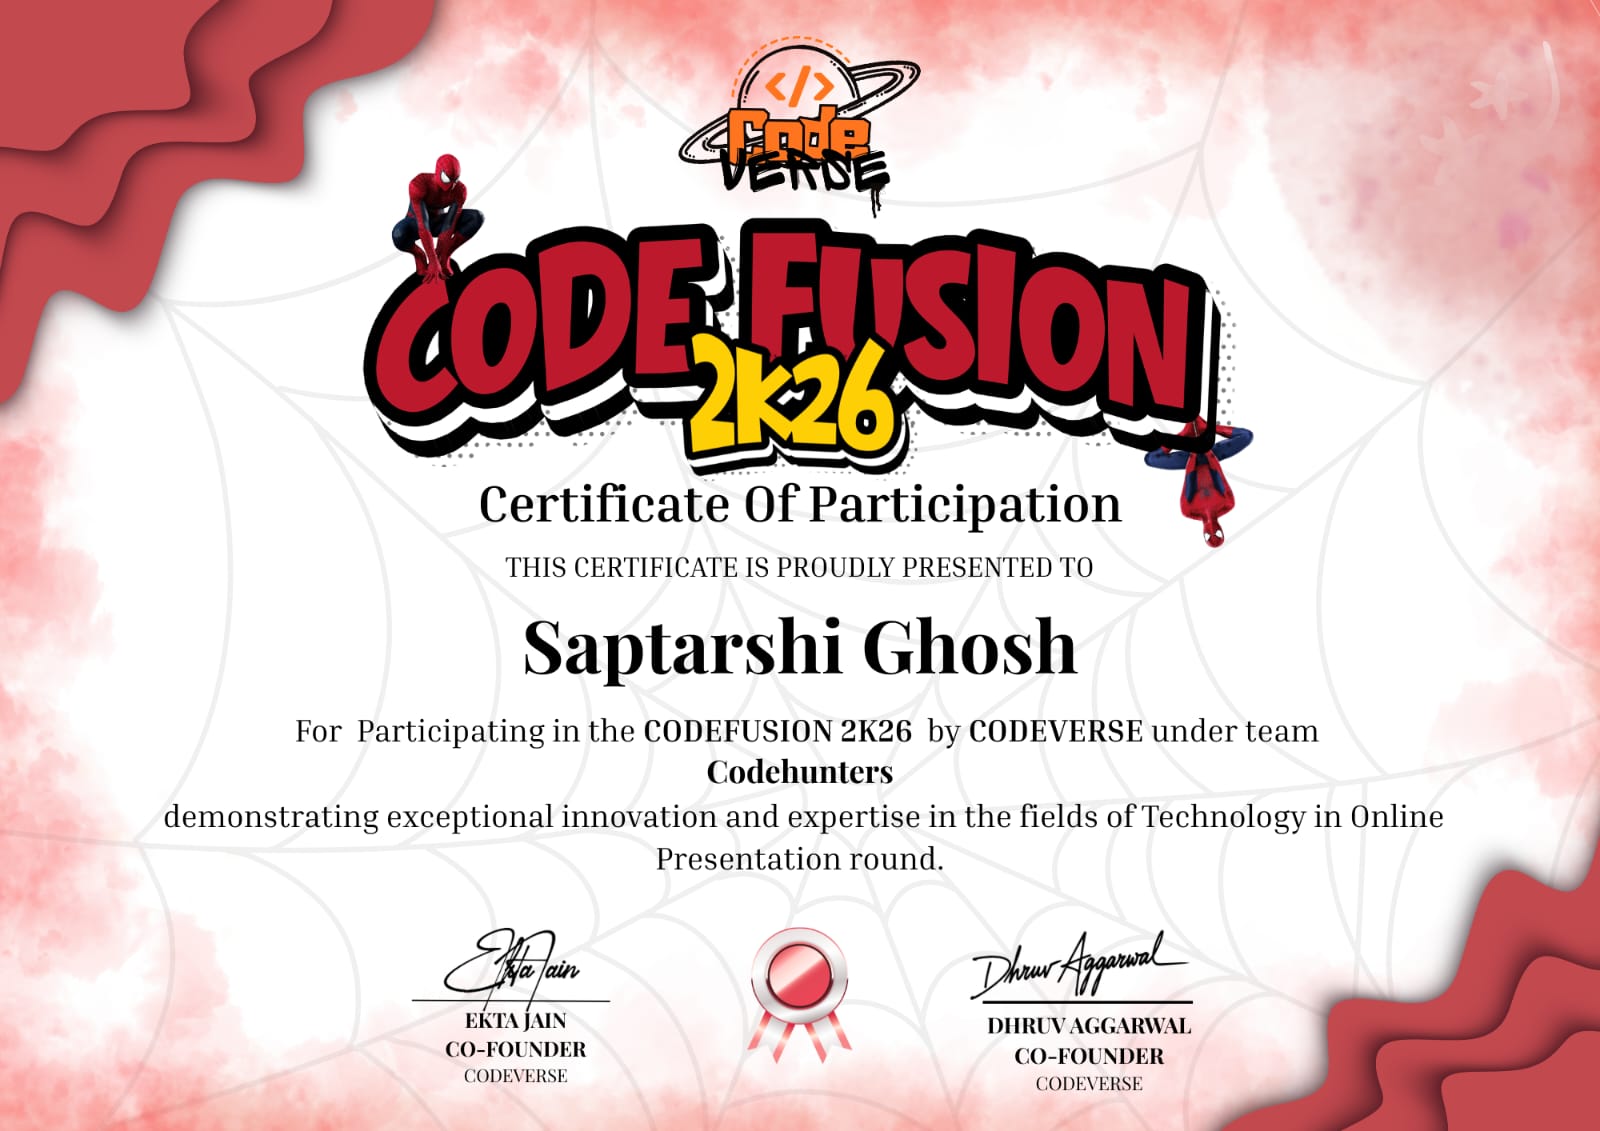 </>
Code
VERSE
CODE FUSION
2K26
Certificate Of Participation
THIS CERTIFICATE IS PROUDLY PRESENTED TO
Saptarshi Ghosh
For Participating in the CODEFUSION 2K26 by CODEVERSE under team
Codehunters
demonstrating exceptional innovation and expertise in the fields of Technology in Online
Presentation round.
Ekta Jain
EKTA JAIN
CO-FOUNDER
CODEVERSE
Dhruv Aggarwal
DHRUV AGGARWAL
CO-FOUNDER
CODEVERSE